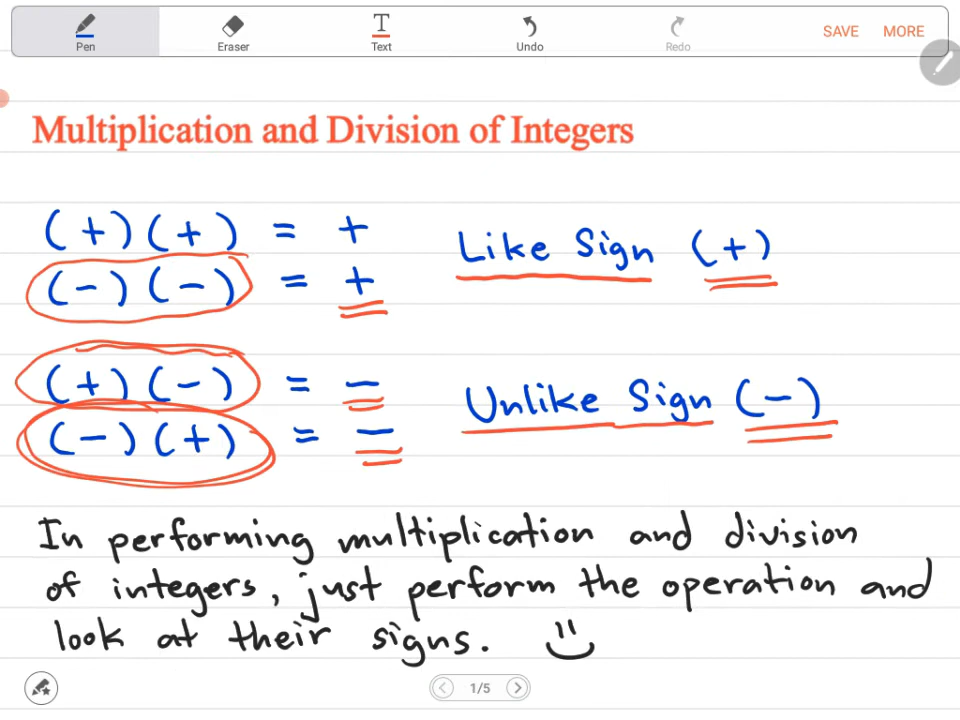 Pen Eraser Text Undo Redo SAVE MORE
Multiplication and Division of Integers
(+)(+) = +
(-)(-) = +
Like Sign (+)
(+)(-) = -
(-)(+) = -
Unlike Sign (-)
In performing multiplication and division
of integers, just perform the operation and
look at their signs.
1/5